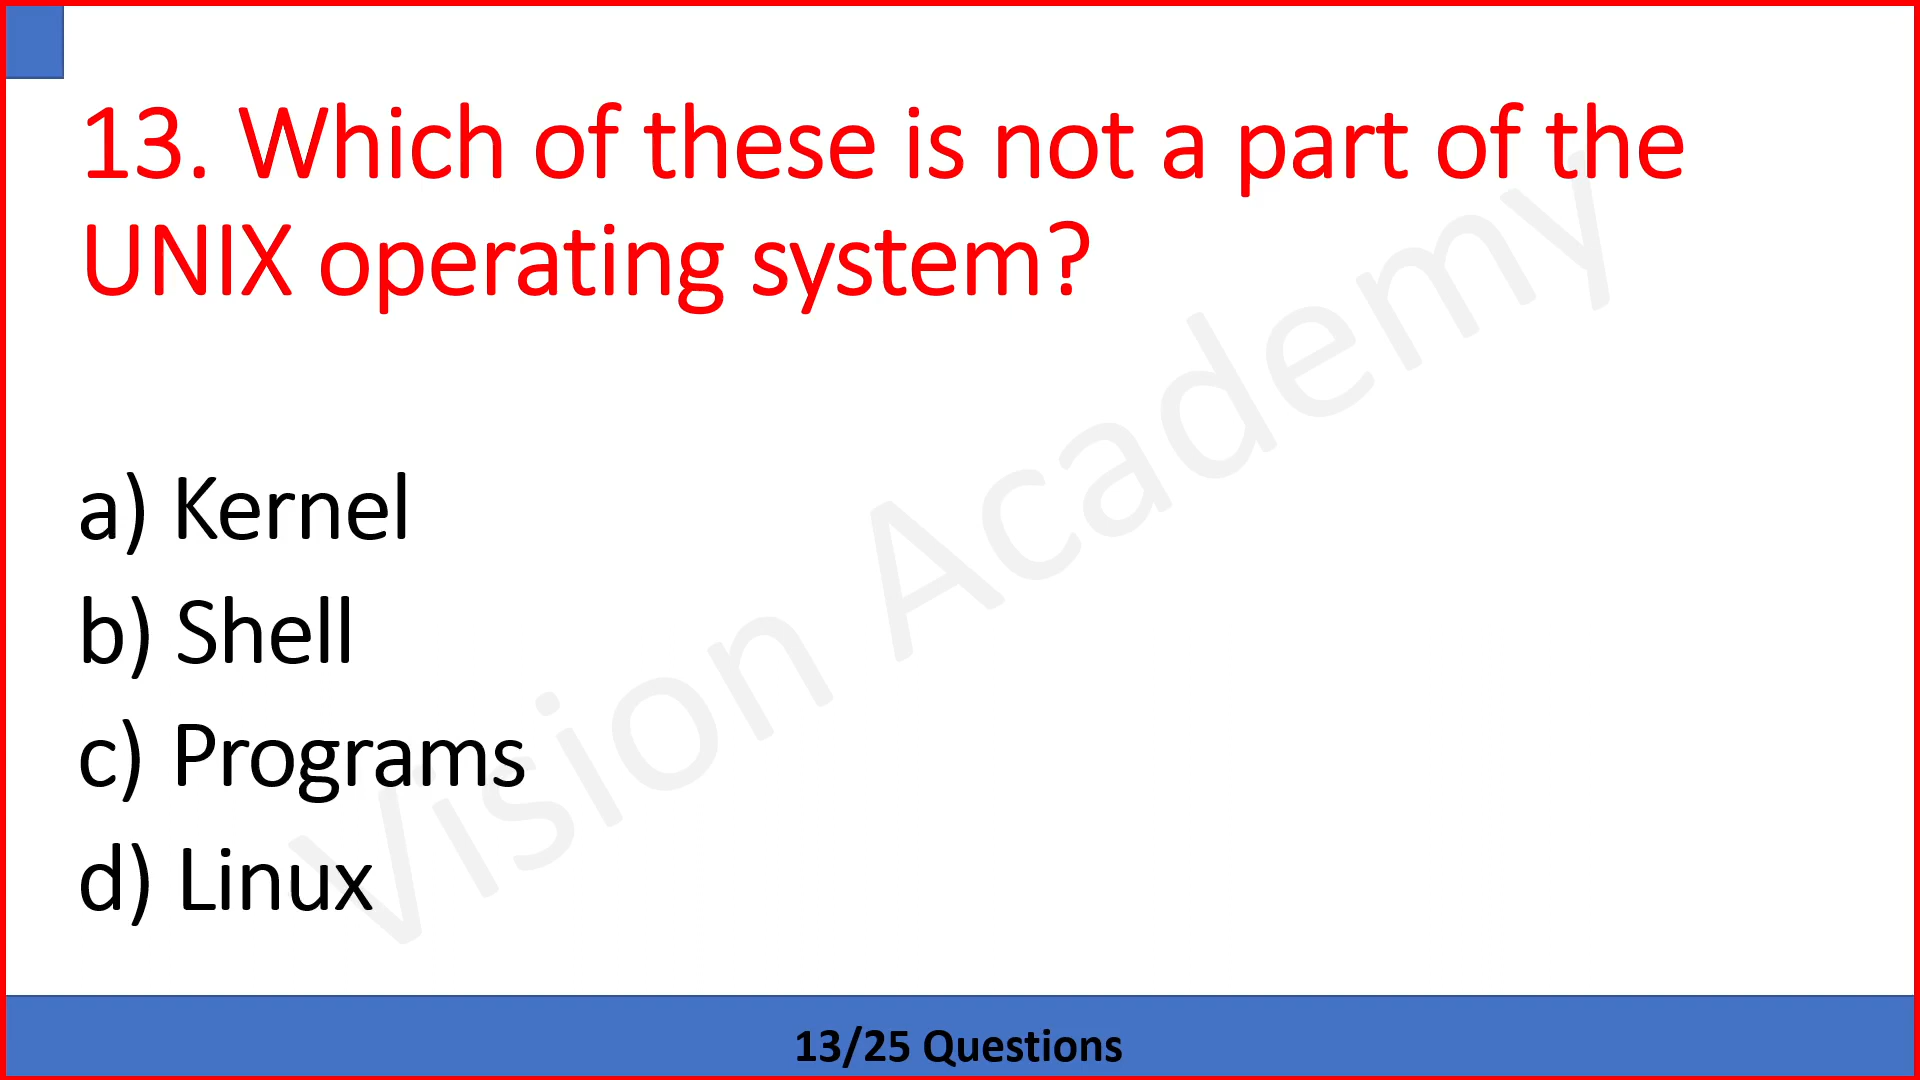 13. Which of these is not a part of the
UNIX operating system?
a) Kernel
b) Shell
c) Programs
d) Linux
Vision Academy
13/25 Questions